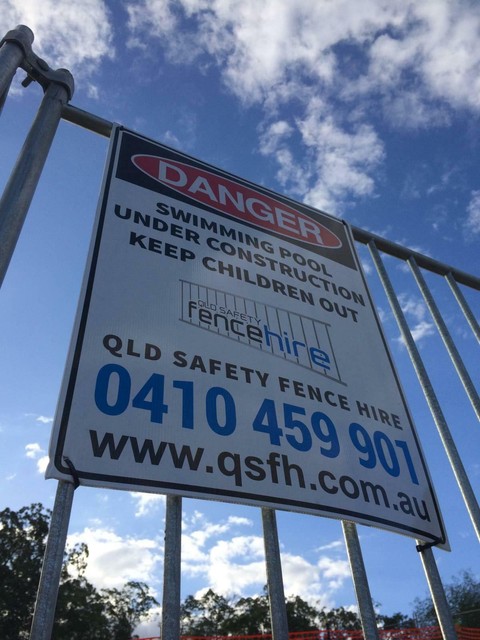 DANGER
SWIMMING POOL
UNDER CONSTRUCTION
KEEP CHILDREN OUT
QLD SAFETY
fencehire
QLD SAFETY FENCE HIRE
0410 459 901
www.qsfh.com.au